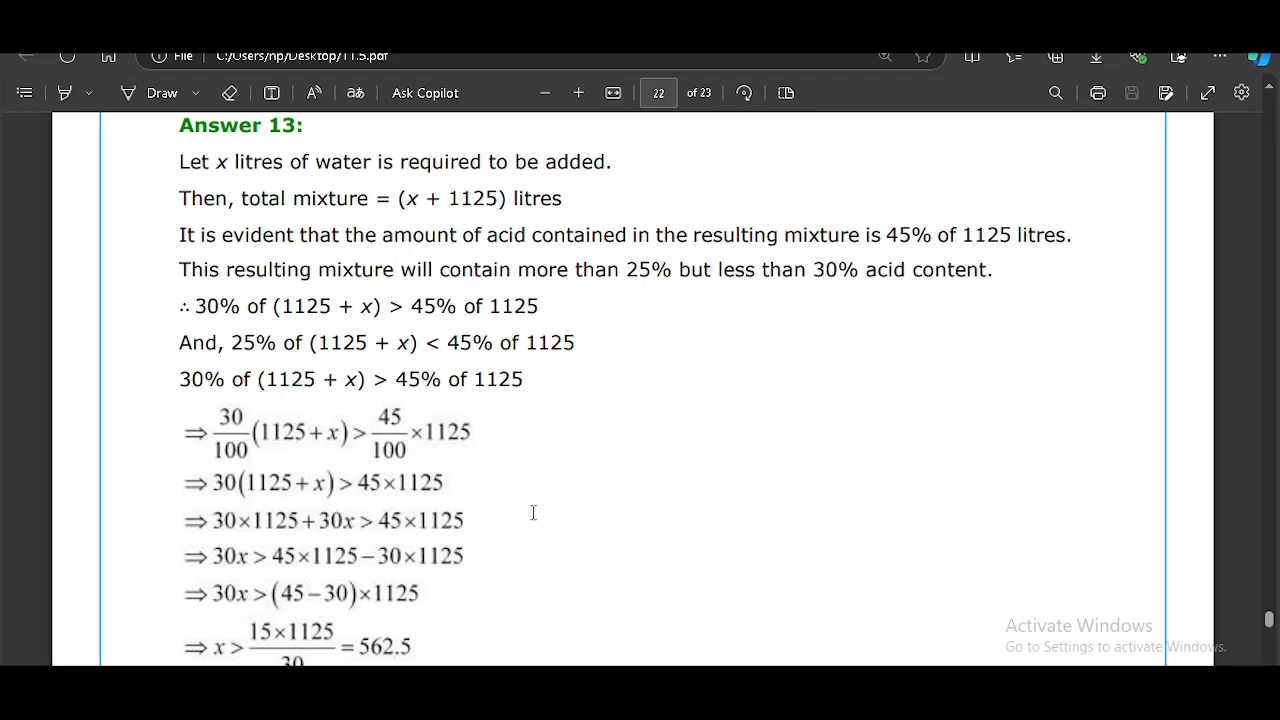 File C:/Users/np/Desktop/11.5.pdf
Draw Ask Copilot 22 of 23
Answer 13:
Let x litres of water is required to be added.
Then, total mixture = (x + 1125) litres
It is evident that the amount of acid contained in the resulting mixture is 45% of 1125 litres.
This resulting mixture will contain more than 25% but less than 30% acid content.
∴ 30% of (1125 + x) > 45% of 1125
And, 25% of (1125 + x) < 45% of 1125
30% of (1125 + x) > 45% of 1125
⇒ 30/100 (1125 + x) > 45/100 × 1125
⇒ 30(1125 + x) > 45 × 1125
⇒ 30 × 1125 + 30x > 45 × 1125
⇒ 30x > 45 × 1125 − 30 × 1125
⇒ 30x > (45 − 30) × 1125
⇒ x > 15 × 1125 / 30 = 562.5
Activate Windows
Go to Settings to activate Windows.